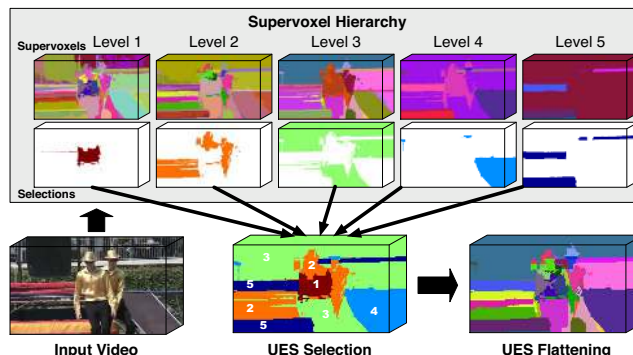 Supervoxel Hierarchy
Supervoxels Level 1 Level 2 Level 3 Level 4 Level 5
Selections
3
2
5 1
2 4
3
5
Input Video UES Selection UES Flattening